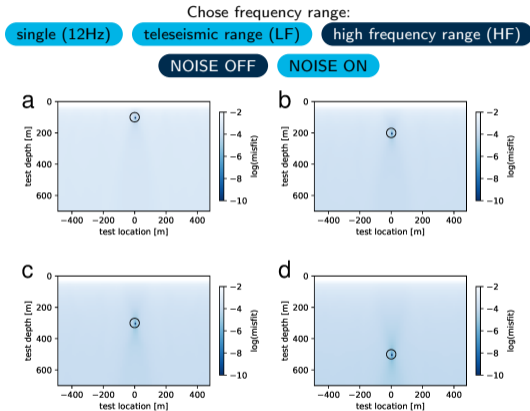 Chose frequency range:
single (12Hz) teleseismic range (LF) high frequency range (HF)
NOISE OFF NOISE ON
a
0
200
400
600
test depth [m]
−400 −200 0 200 400
test location [m]
−2
−4
−6
−8
−10
log(misfit)
b
0
200
400
600
test depth [m]
−400 −200 0 200 400
test location [m]
−2
−4
−6
−8
−10
log(misfit)
c
0
200
400
600
test depth [m]
−400 −200 0 200 400
test location [m]
−2
−4
−6
−8
−10
log(misfit)
d
0
200
400
600
test depth [m]
−400 −200 0 200 400
test location [m]
−2
−4
−6
−8
−10
log(misfit)